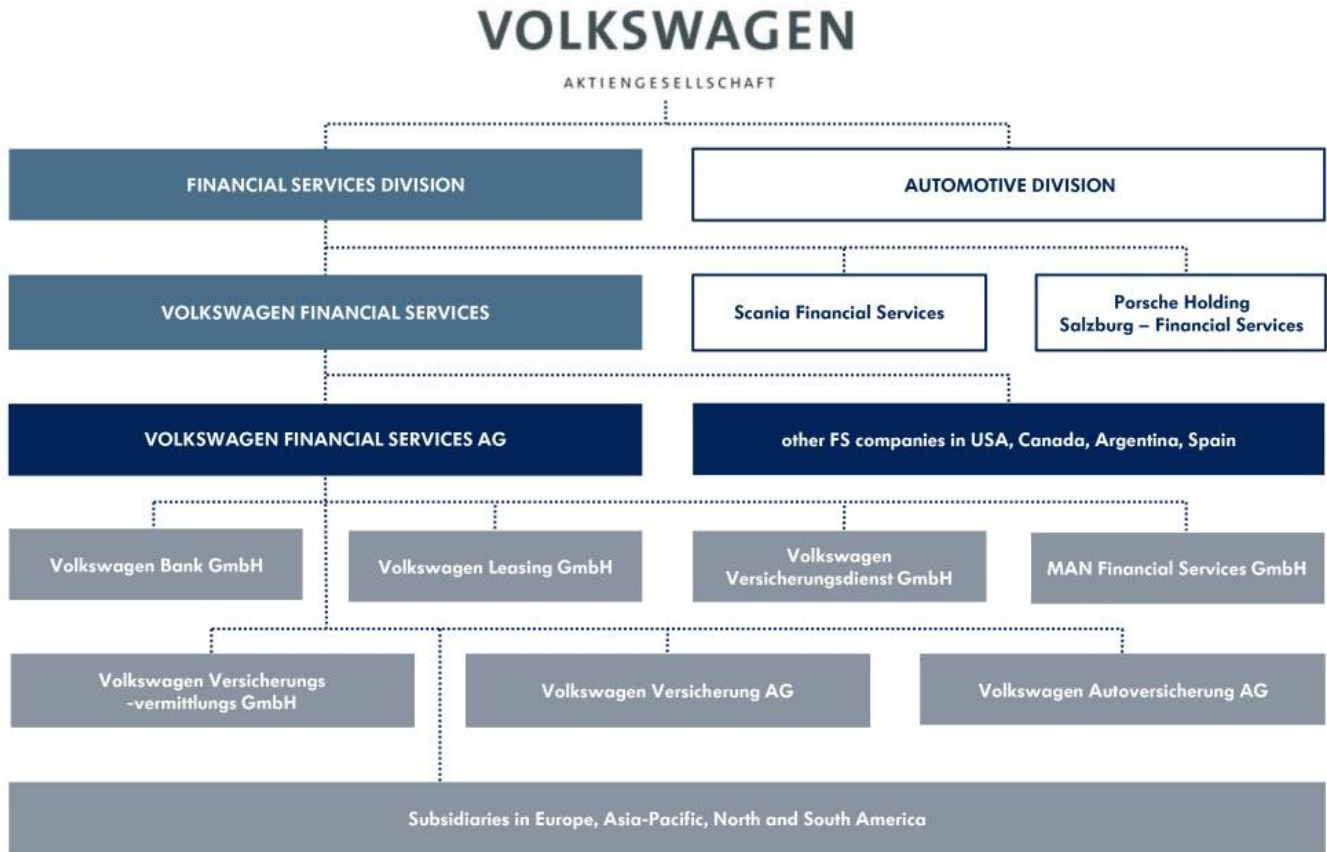 VOLKSWAGEN
AKTIENGESELLSCHAFT
FINANCIAL SERVICES DIVISION
AUTOMOTIVE DIVISION
VOLKSWAGEN FINANCIAL SERVICES
Scania Financial Services
Porsche Holding
Salzburg – Financial Services
VOLKSWAGEN FINANCIAL SERVICES AG
other FS companies in USA, Canada, Argentina, Spain
Volkswagen Bank GmbH
Volkswagen Leasing GmbH
Volkswagen
Versicherungsdienst GmbH
MAN Financial Services GmbH
Volkswagen Versicherungs
-vermittlungs GmbH
Volkswagen Versicherung AG
Volkswagen Autoversicherung AG
Subsidiaries in Europe, Asia-Pacific, North and South America